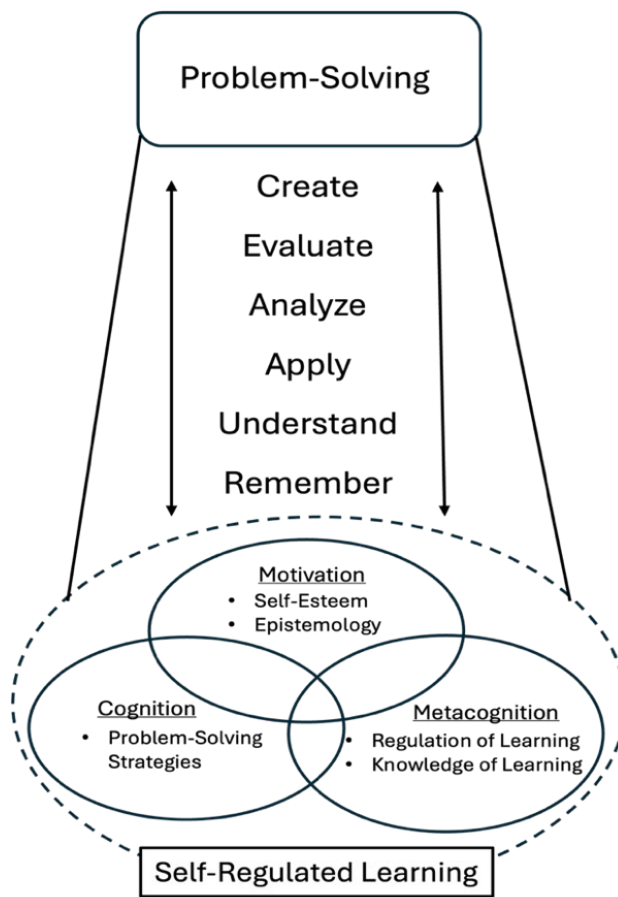 Problem-Solving
Create
Evaluate
Analyze
Apply
Understand
Remember
Motivation
• Self-Esteem
• Epistemology
Cognition
• Problem-Solving
Strategies
Metacognition
• Regulation of Learning
• Knowledge of Learning
Self-Regulated Learning